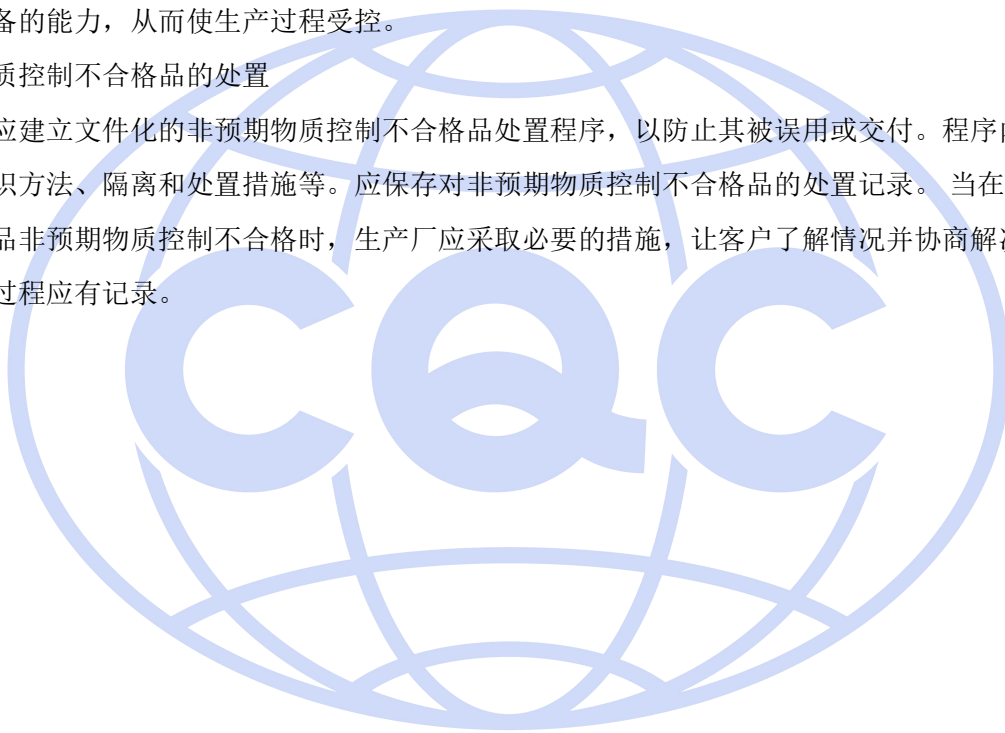 备的能力，从而使生产过程受控。
质控制不合格品的处置
应建立文件化的非预期物质控制不合格品处置程序，以防止其被误用或交付。程序
识方法、隔离和处置措施等。应保存对非预期物质控制不合格品的处置记录。 当在
品非预期物质控制不合格时，生产厂应采取必要的措施，让客户了解情况并协商解
过程应有记录。
CQC